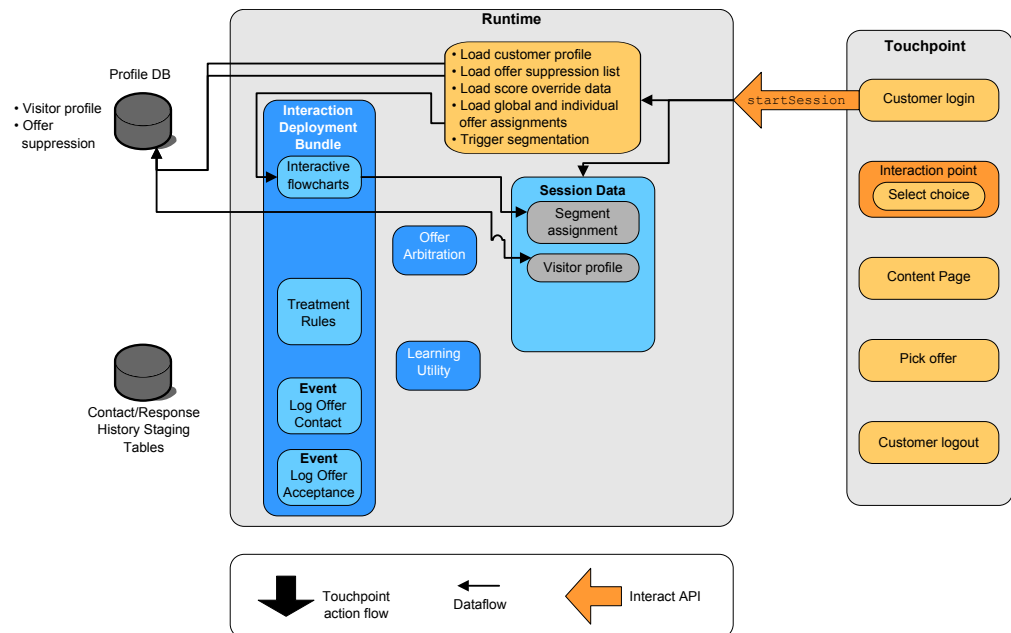 Runtime
Touchpoint
• Load customer profile
• Load offer suppression list
• Load score override data
• Load global and individual
offer assignments
• Trigger segmentation
Profile DB
• Visitor profile
• Offer
suppression
startSession
Customer login
Interaction
Deployment
Bundle
Interactive
flowcharts
Session Data
Segment
assignment
Visitor profile
Interaction point
Select choice
Offer
Arbitration
Content Page
Treatment
Rules
Learning
Utility
Pick offer
Contact/Response
History Staging
Tables
Event
Log Offer
Contact
Customer logout
Event
Log Offer
Acceptance
Touchpoint
action flow
Dataflow
Interact API